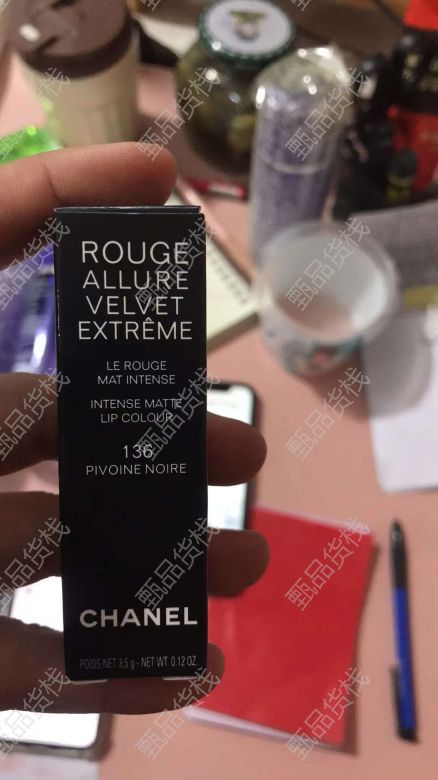 ROUGE
ALLURE
VELVET
EXTRÊME
LE ROUGE
MAT INTENSE
INTENSE MATTE
LIP COLOUR
136
PIVOINE NOIRE
CHANEL
POIDS NET 3,5 g - NET WT. 0.12 OZ.
甄品货栈